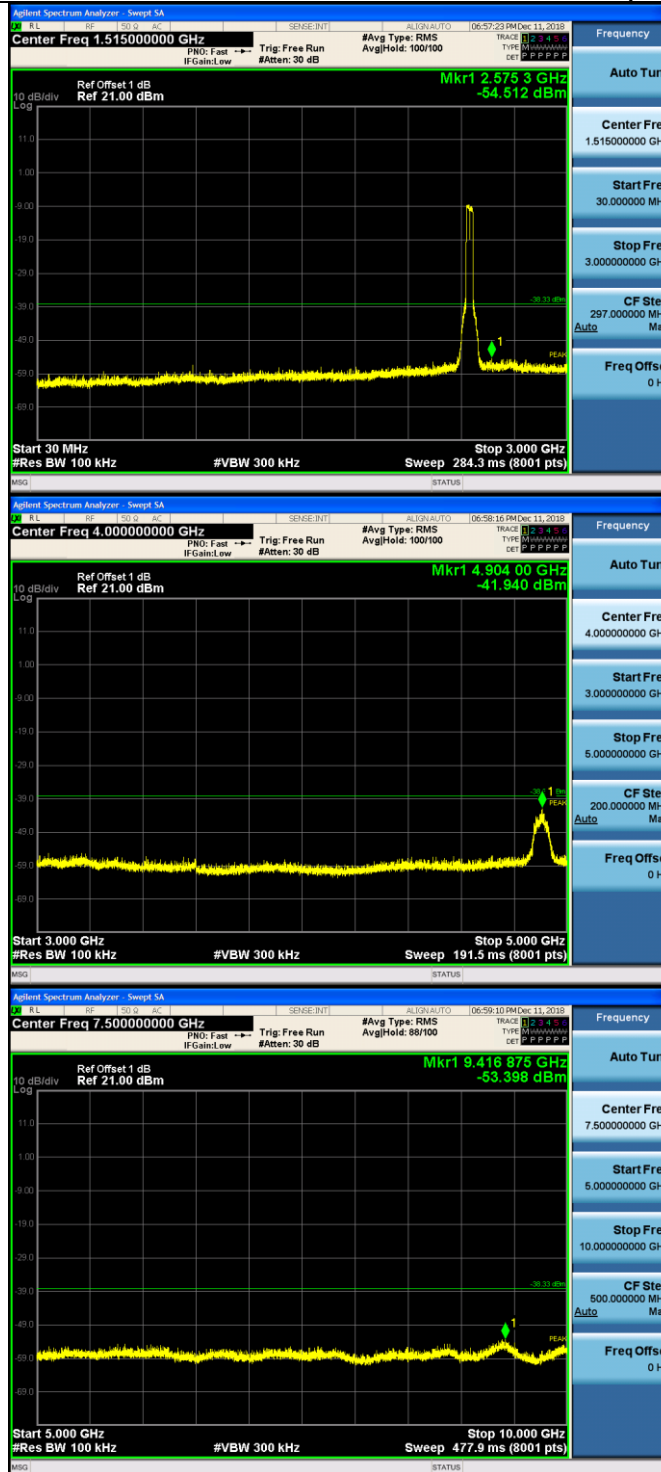 Agilent Spectrum Analyzer - Swept SA
RL RF 50 Ω AC SENSE:INT ALIGNAUTO 06:57:23 PM Dec 11, 2018
Center Freq 1.515000000 GHz
PNO: Fast Trig: Free Run
IFGain:Low #Atten: 30 dB
#Avg Type: RMS
Avg|Hold: 100/100
TRACE 1 2 3 4 5 6
TYPE M
DET P P P P P P
Mkr1 2.575 3 GHz
-54.512 dBm
Ref Offset 1 dB
10 dB/div Ref 21.00 dBm
Log
11.0
1.00
-9.00
-19.0
-29.0
-39.0
-38.33 dBm
-49.0
1
PEAK
-59.0
-69.0
Start 30 MHz Stop 3.000 GHz
#Res BW 100 kHz #VBW 300 kHz Sweep 284.3 ms (8001 pts)
MSG STATUS
Frequency
Auto Tun
Center Fre
1.515000000 GH
Start Fre
30.000000 MH
Stop Fre
3.000000000 GH
CF Ste
297.000000 MH
Auto Ma
Freq Offse
0 H
Agilent Spectrum Analyzer - Swept SA
RL RF 50 Ω AC SENSE:INT ALIGNAUTO 06:58:16 PM Dec 11, 2018
Center Freq 4.000000000 GHz
PNO: Fast Trig: Free Run
IFGain:Low #Atten: 30 dB
#Avg Type: RMS
Avg|Hold: 100/100
TRACE 1 2 3 4 5 6
TYPE M
DET P P P P P P
Mkr1 4.904 00 GHz
-41.940 dBm
Ref Offset 1 dB
10 dB/div Ref 21.00 dBm
Log
11.0
1.00
-9.00
-19.0
-29.0
-39.0
1
PEAK
-49.0
-59.0
-69.0
Start 3.000 GHz Stop 5.000 GHz
#Res BW 100 kHz #VBW 300 kHz Sweep 191.5 ms (8001 pts)
MSG STATUS
Frequency
Auto Tun
Center Fre
4.000000000 GH
Start Fre
3.000000000 GH
Stop Fre
5.000000000 GH
CF Ste
200.000000 MH
Auto Ma
Freq Offse
0 H
Agilent Spectrum Analyzer - Swept SA
RL RF 50 Ω AC SENSE:INT ALIGNAUTO 06:59:10 PM Dec 11, 2018
Center Freq 7.500000000 GHz
PNO: Fast Trig: Free Run
IFGain:Low #Atten: 30 dB
#Avg Type: RMS
Avg|Hold: 88/100
TRACE 1 2 3 4 5 6
TYPE M
DET P P P P P P
Mkr1 9.416 875 GHz
-53.398 dBm
Ref Offset 1 dB
10 dB/div Ref 21.00 dBm
Log
11.0
1.00
-9.00
-19.0
-29.0
-38.33 dBm
-39.0
-49.0
1
PEAK
-59.0
-69.0
Start 5.000 GHz Stop 10.000 GHz
#Res BW 100 kHz #VBW 300 kHz Sweep 477.9 ms (8001 pts)
MSG STATUS
Frequency
Auto Tun
Center Fre
7.500000000 GH
Start Fre
5.000000000 GH
Stop Fre
10.000000000 GH
CF Ste
500.000000 MH
Auto Ma
Freq Offse
0 H